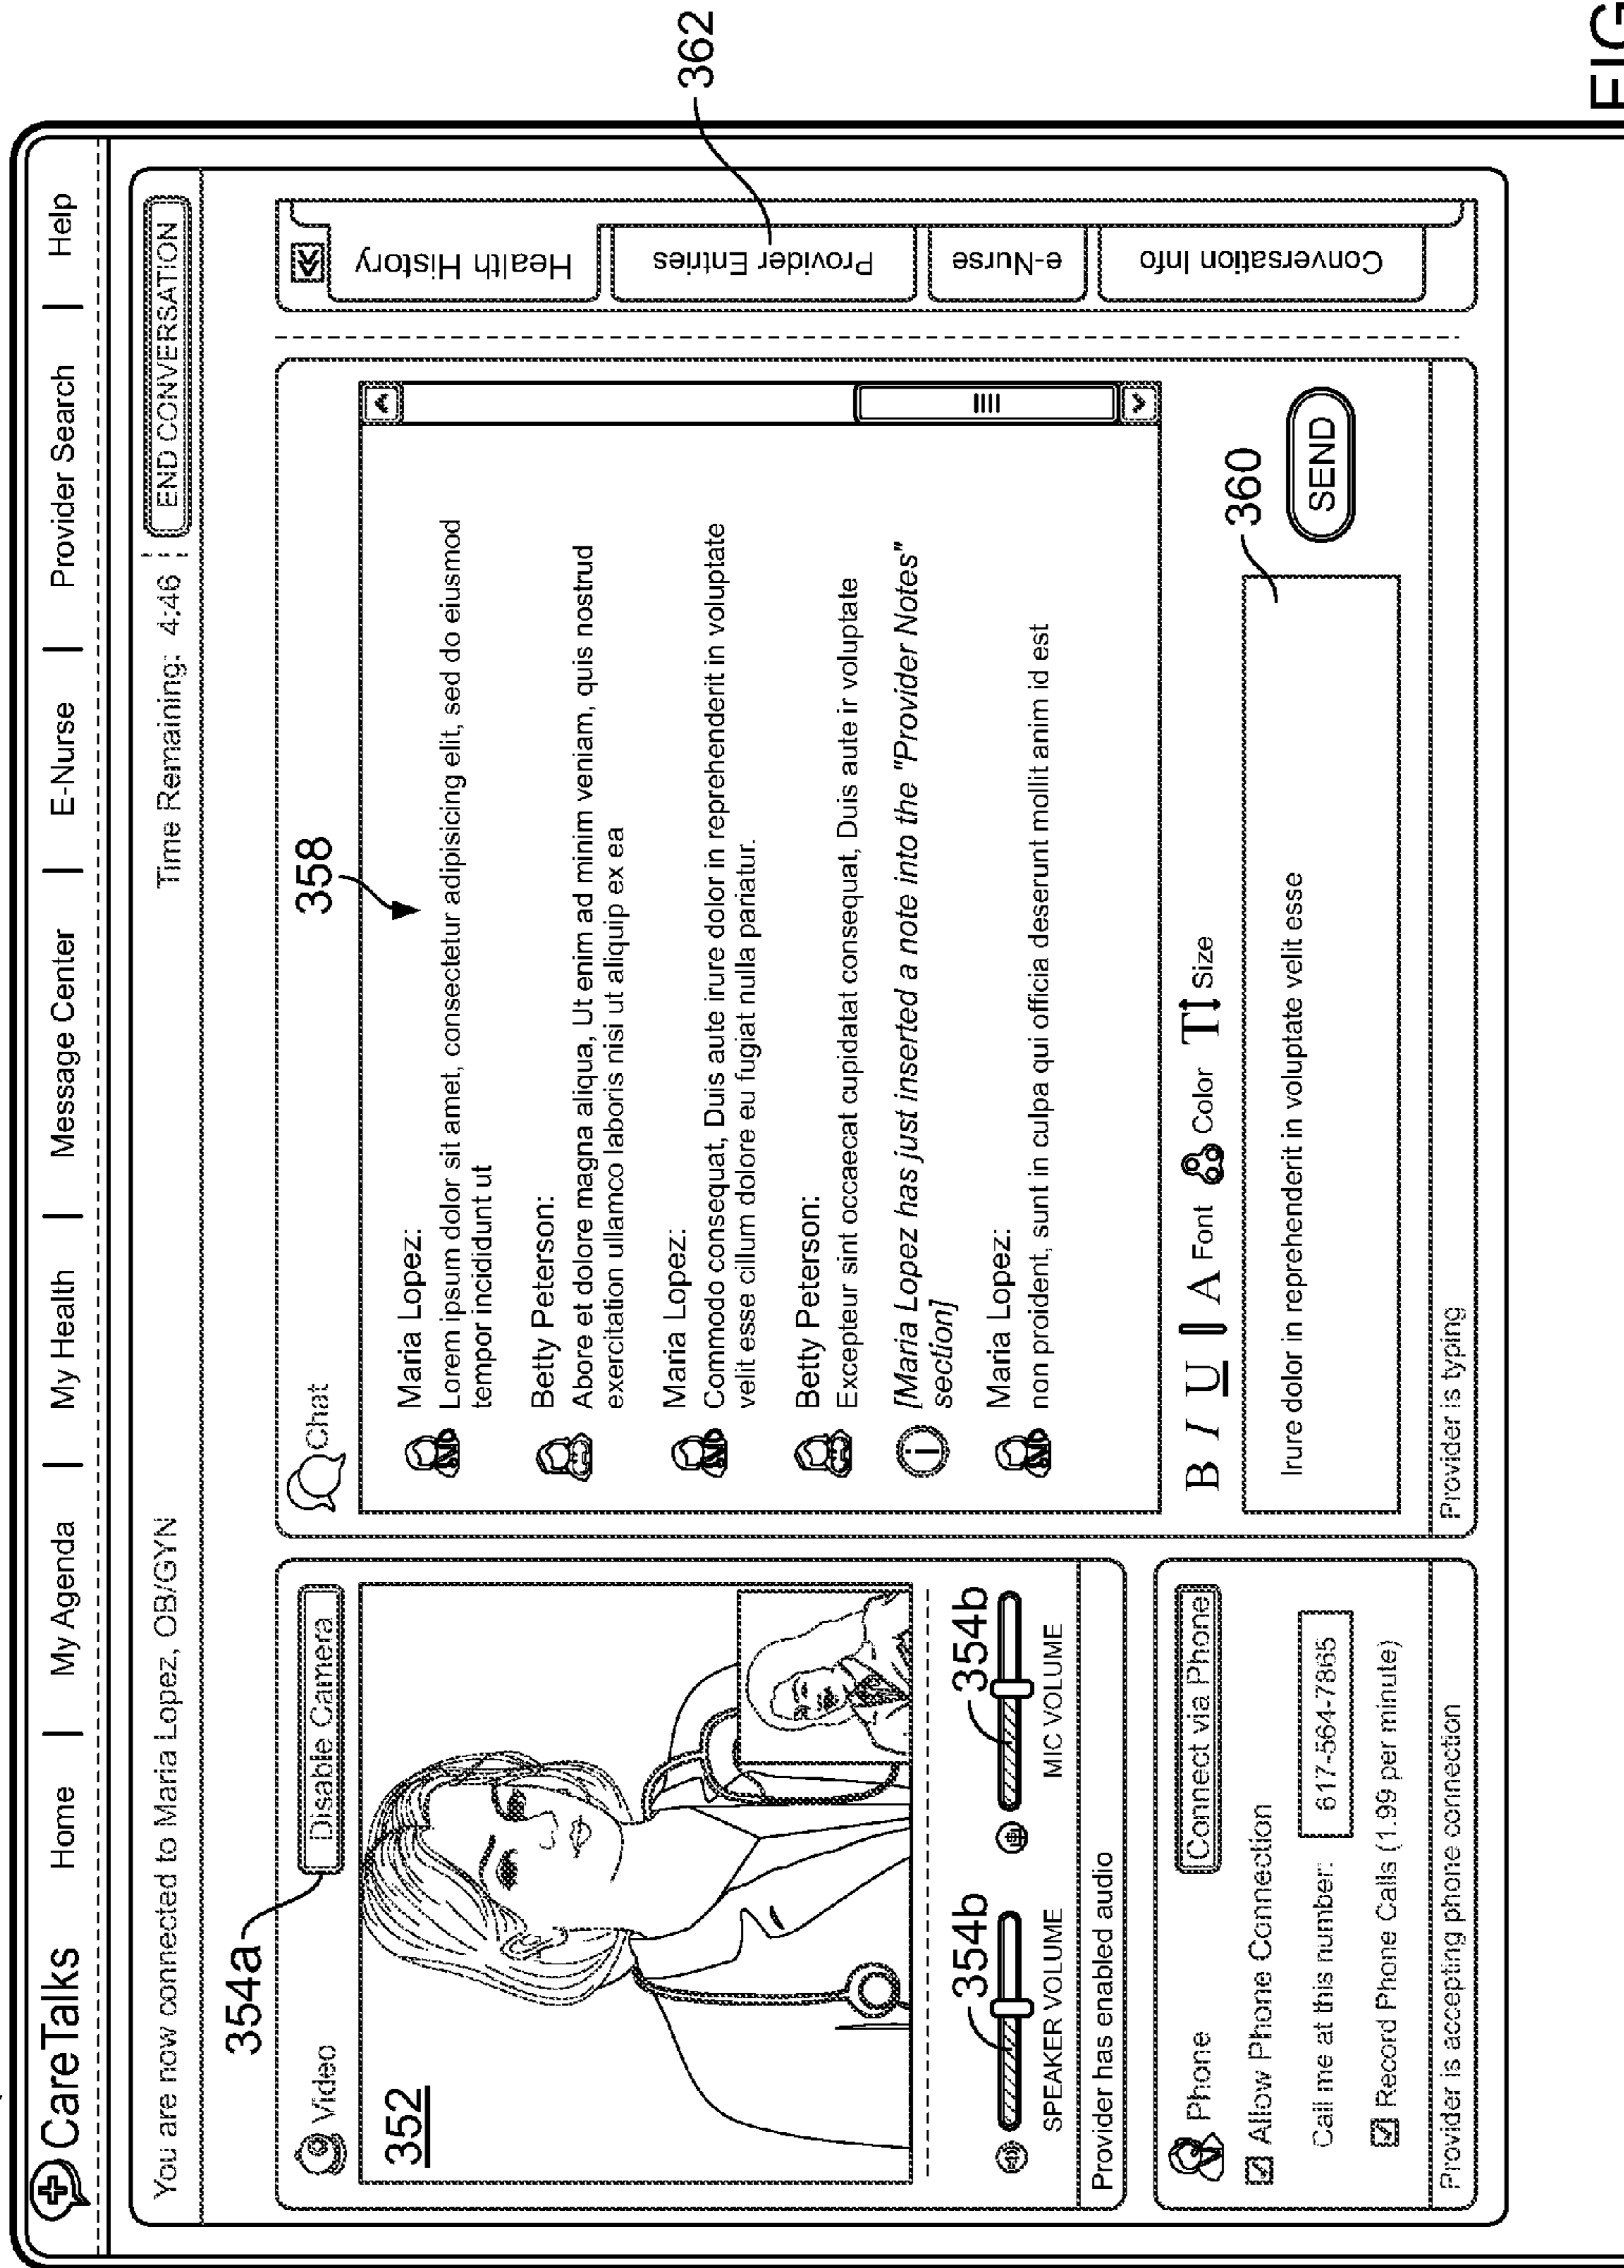 CareTalks
Home | My Agenda | My Health | Message Center | E-Nurse | Provider Search | Help
You are now connected to Maria Lopez, OB/GYN
Time Remaining: 4:46
END CONVERSATION
354a
Video
Disable Camera
352
354b
354b
SPEAKER VOLUME
MIC VOLUME
Provider has enabled audio
Phone
Connect via Phone
Allow Phone Connection
Call me at this number: 617-564-7865
Record Phone Calls (1.99 per minute)
Provider is accepting phone connection
Chat
358
Maria Lopez:
Lorem ipsum dolor sit amet, consectetur adipisicing elit, sed do eiusmod
tempor incididunt ut
Betty Peterson:
Abore et dolore magna aliqua, Ut enim ad minim veniam, quis nostrud
exercitation ullamco laboris nisi ut aliquip ex ea
Maria Lopez:
Commodo consequat, Duis aute irure dolor in reprehenderit in voluptate
velit esse cillum dolore eu fugiat nulla pariatur.
Betty Peterson:
Excepteur sint occaecat cupidatat consequat, Duis aute ir voluptate
[Maria Lopez has just inserted a note into the "Provider Notes"
section]
Maria Lopez:
non proident, sunt in culpa qui officia deserunt mollit anim id est
B I U A Font Color T Size
360
Irure dolor in reprehenderit in voluptate velit esse
SEND
Provider is typing
Health History
Provider Entries
e-Nurse
Conversation Info
362
FIG